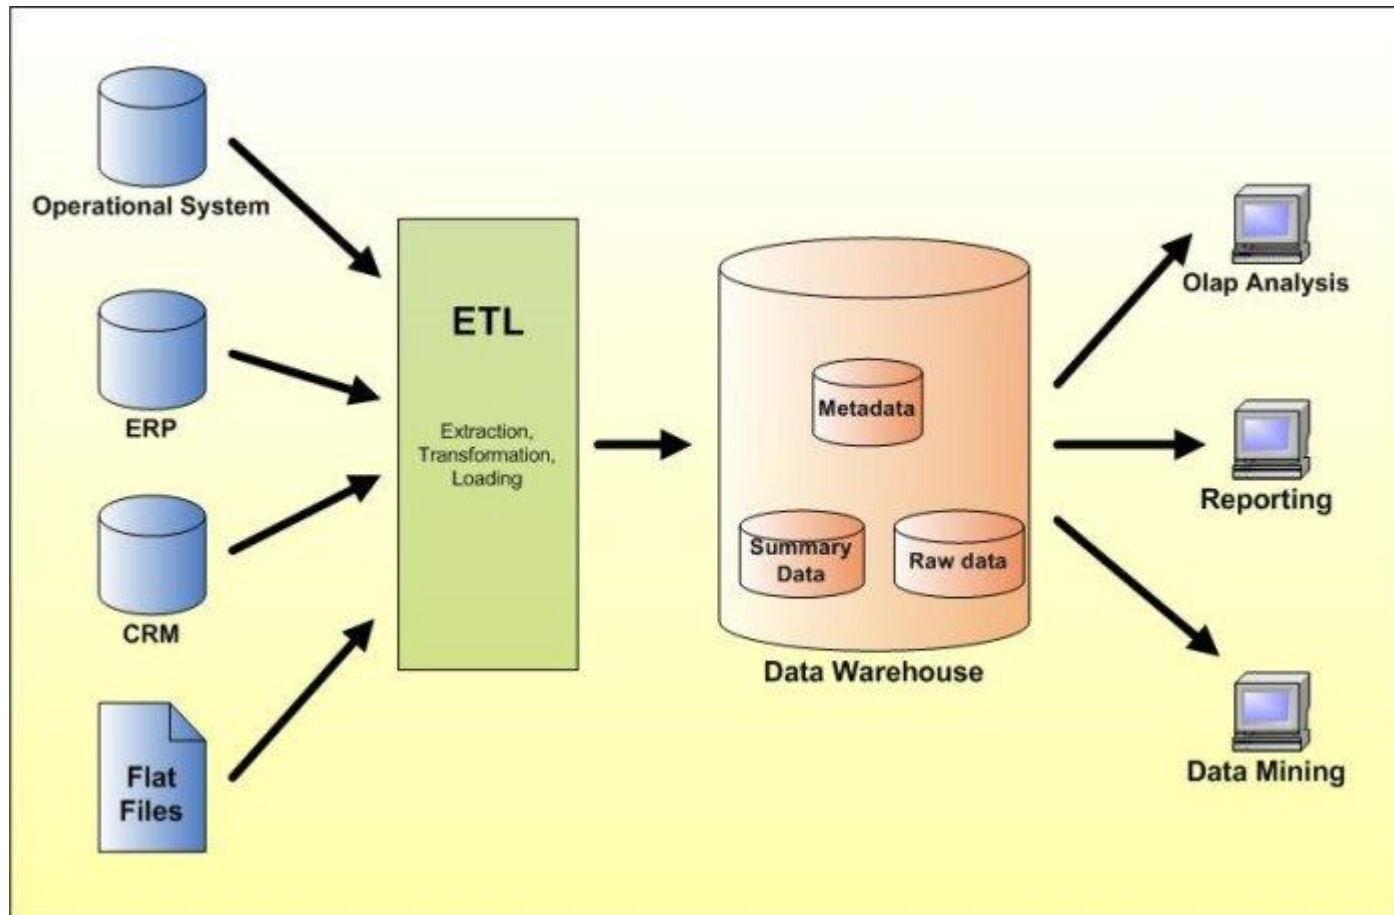 Operational System
ERP
CRM
Flat
Files
ETL
Extraction,
Transformation,
Loading
Metadata
Summary
Data
Raw data
Data Warehouse
Olap Analysis
Reporting
Data Mining